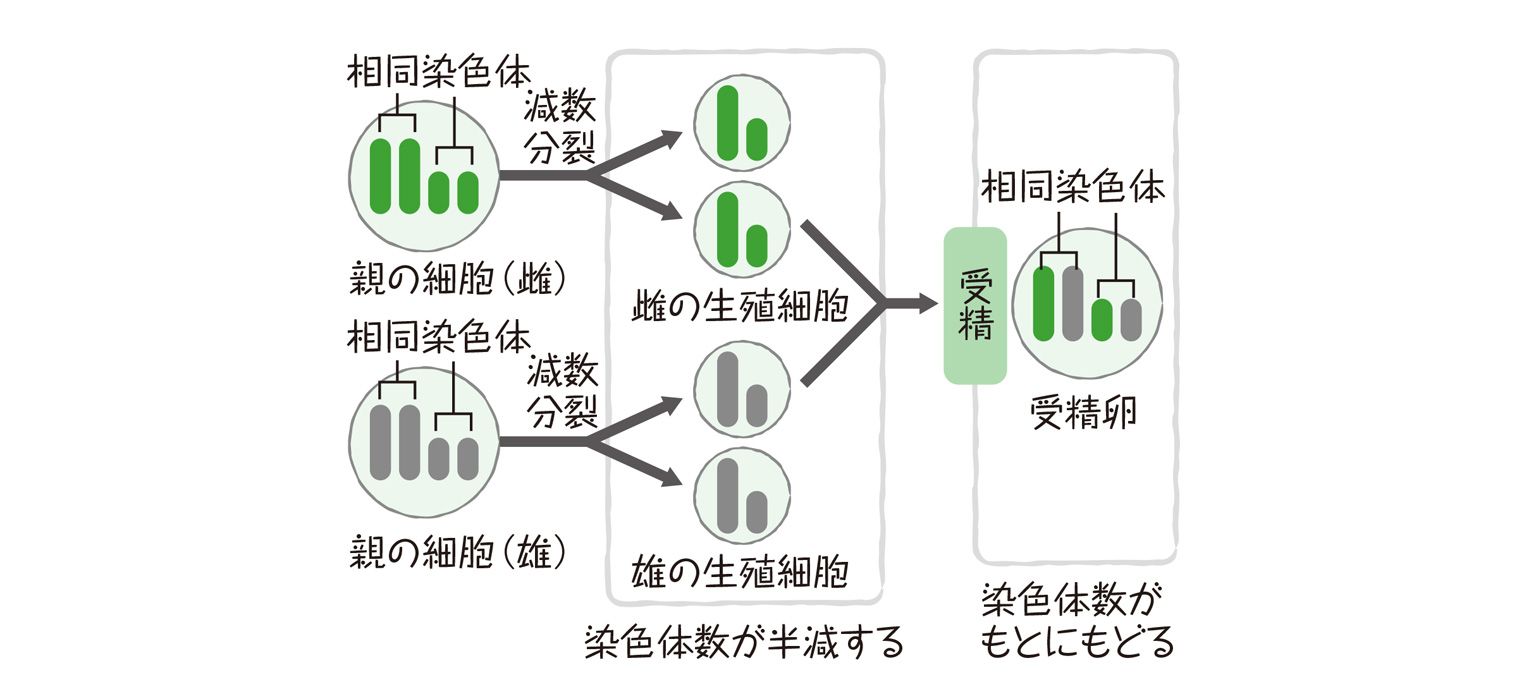 相同染色体
減数
分裂
親の細胞（雌）
雌の生殖細胞
相同染色体
減数
分裂
親の細胞（雄）
雄の生殖細胞
染色体数が半減する
受
精
相同染色体
受精卵
染色体数が
もとにもどる